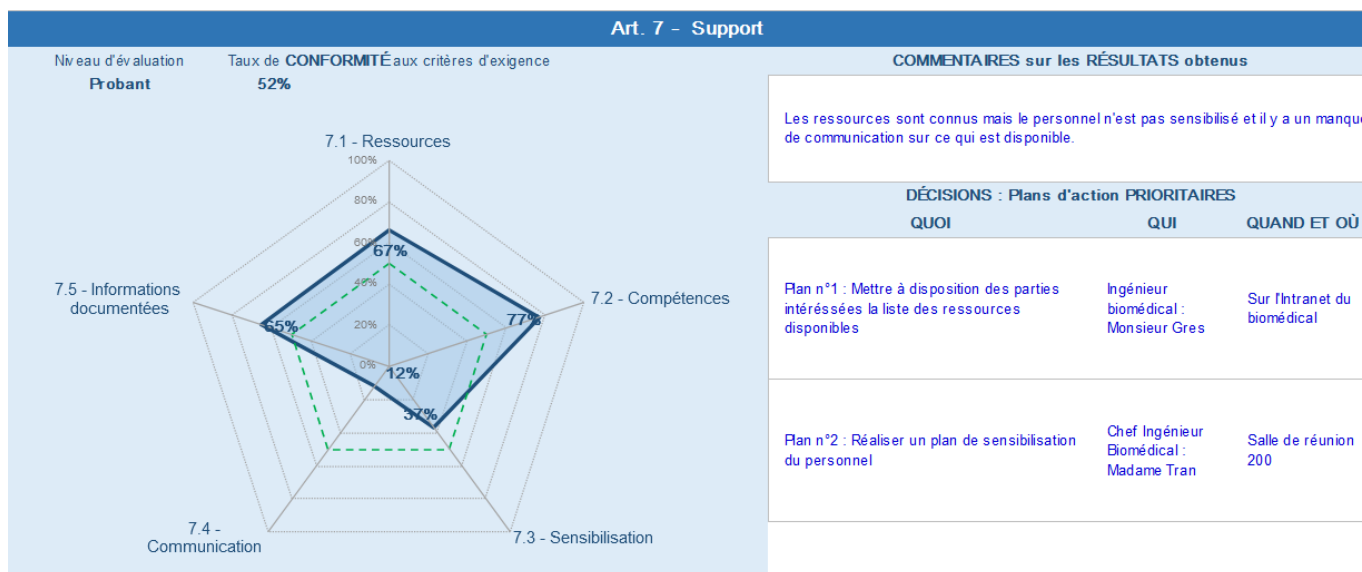 Art. 7 - Support
Niveau d'évaluation
Taux de CONFORMITÉ aux critères d'exigence
Probant
52%
COMMENTAIRES sur les RÉSULTATS obtenus
Les ressources sont connus mais le personnel n'est pas sensibilisé et il y a un manque
de communication sur ce qui est disponible.
7.1 - Ressources
100%
80%
60%
67%
40%
20%
0%
7.2 - Compétences
77%
7.3 - Sensibilisation
37%
7.4 -
Communication
12%
7.5 - Informations
documentées
65%
DÉCISIONS : Plans d'action PRIORITAIRES
QUOI
QUI
QUAND ET OÙ
Plan n°1 : Mettre à disposition des parties
intéréssées la liste des ressources
disponibles
Ingénieur
biomédical :
Monsieur Gres
Sur l'Intranet du
biomédical
Plan n°2 : Réaliser un plan de sensibilisation
du personnel
Chef Ingénieur
Biomédical :
Madame Tran
Salle de réunion
200